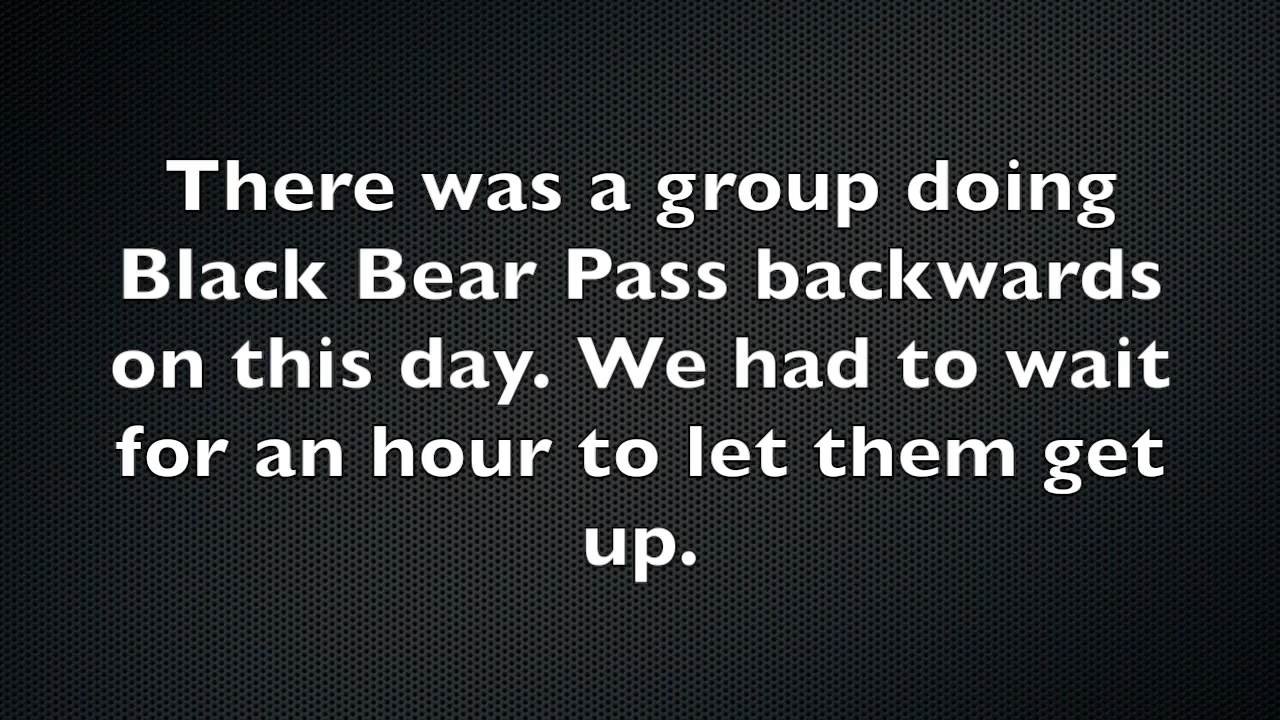 There was a group doing
Black Bear Pass backwards
on this day. We had to wait
for an hour to let them get
up.